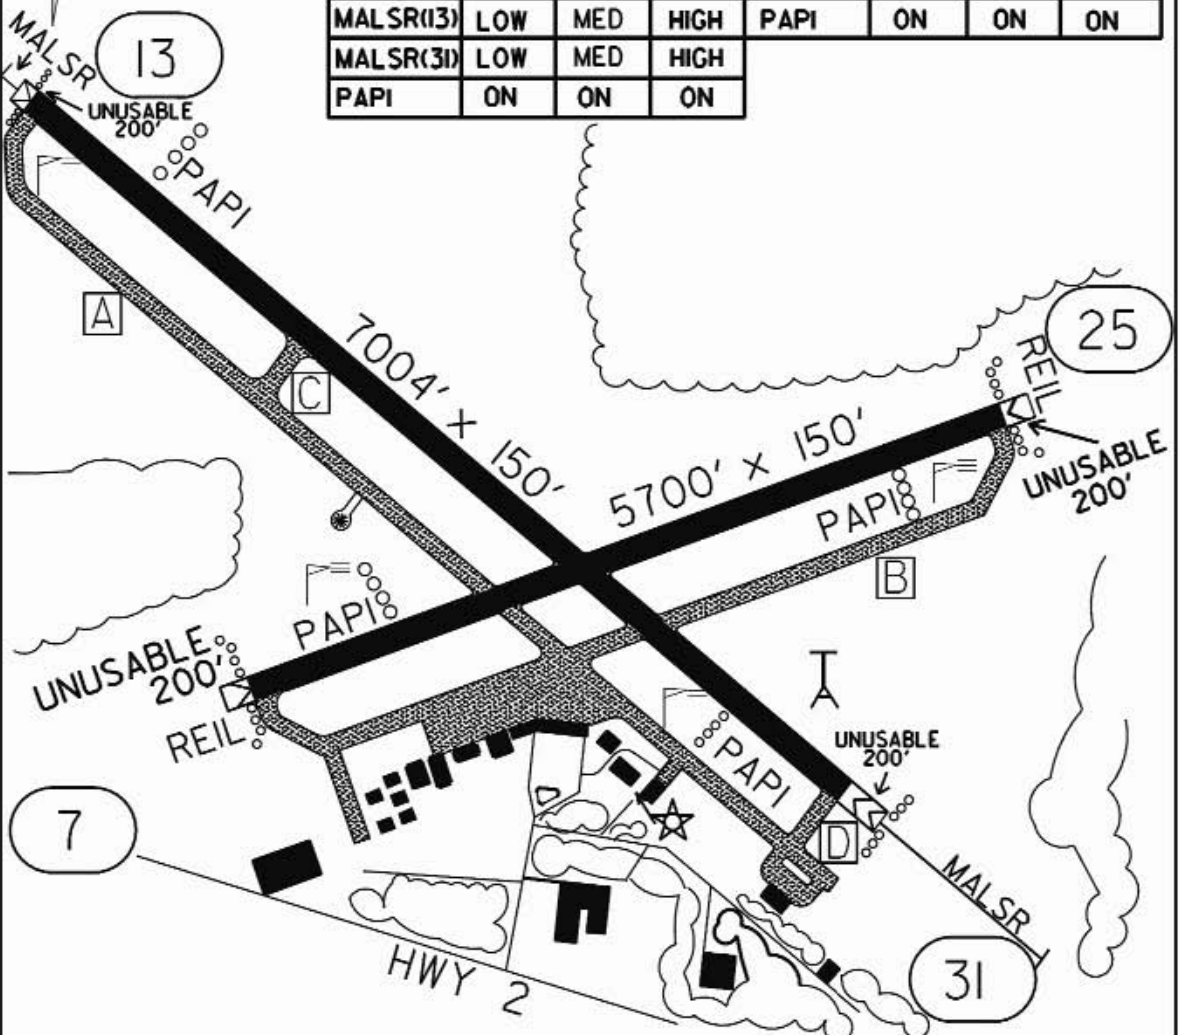 MALSR(13) LOW MED HIGH PAPI ON ON ON
MALSR(31) LOW MED HIGH
PAPI ON ON ON
MALSR
13
UNUSABLE
200'
PAPI
A
C
7004' x 150'
25
REIL
5700' x 150'
UNUSABLE
200'
PAPI
B
PAPI
UNUSABLE
200'
REIL
PAPI
UNUSABLE
200'
7
D
MALSR
31
HWY 2